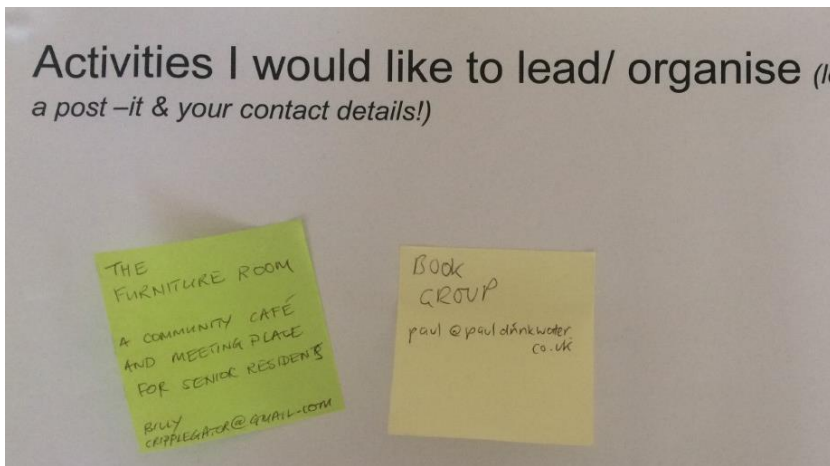 Activities I would like to lead/ organise
a post –it & your contact details!)
THE
FURNITURE ROOM
A COMMUNITY CAFÉ
AND MEETING PLACE
FOR SENIOR RESIDENTS
BILLY
CRIPPLEGATOR@GMAIL.COM
BOOK
GROUP
paul@pauldrinkwater
co.uk